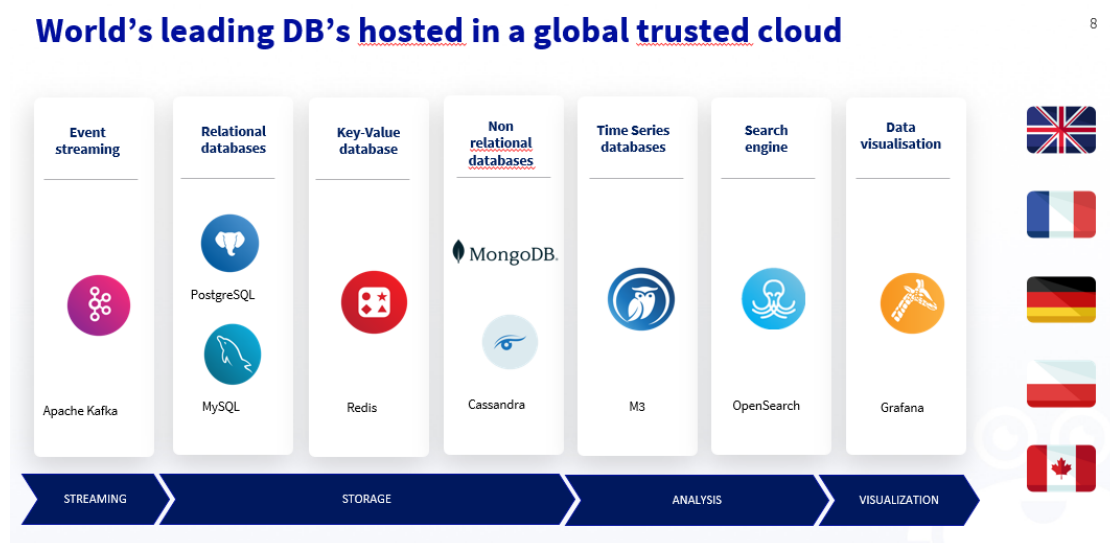 World's leading DB's hosted in a global trusted cloud
8
Event
streaming
Apache Kafka
Relational
databases
PostgreSQL
MySQL
Key-Value
database
Redis
Non
relational
databases
MongoDB.
Cassandra
Time Series
databases
M3
Search
engine
OpenSearch
Data
visualisation
Grafana
STREAMING
STORAGE
ANALYSIS
VISUALIZATION